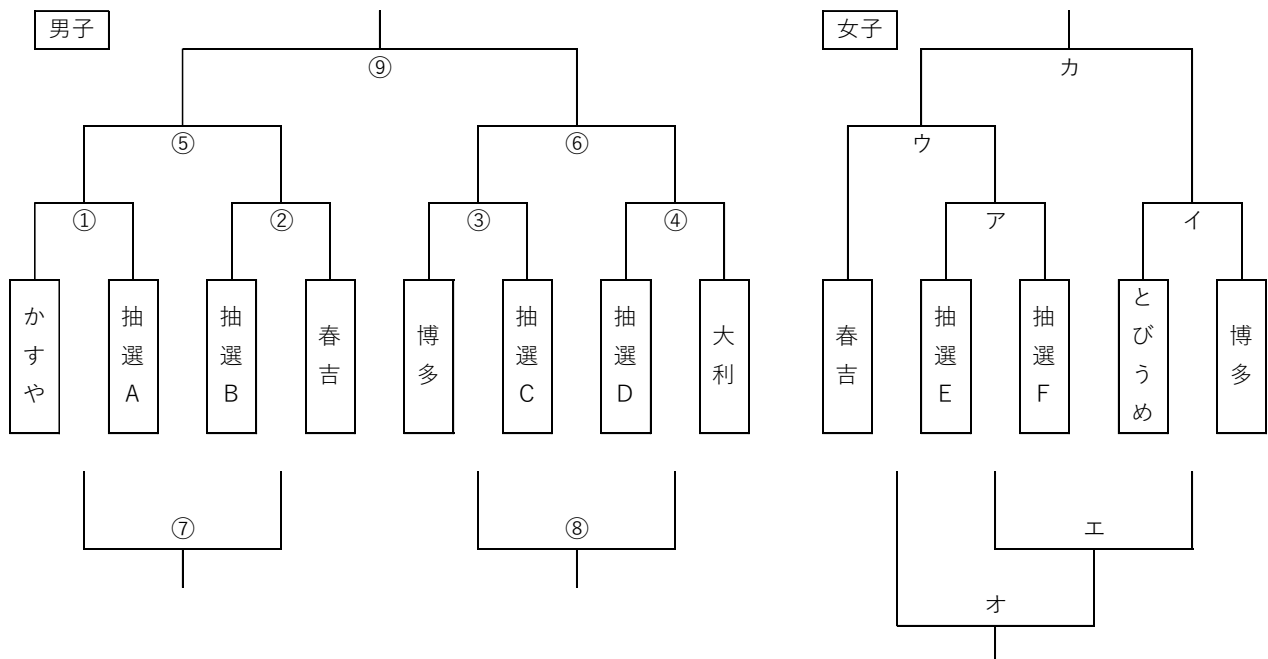 男子
女子
⑨
カ
⑤
⑥
ウ
①
②
③
④
ア
イ
かすや
抽選A
抽選B
春吉
博多
抽選C
抽選D
大利
春吉
抽選E
抽選F
とびうめ
博多
⑦
⑧
エ
オ